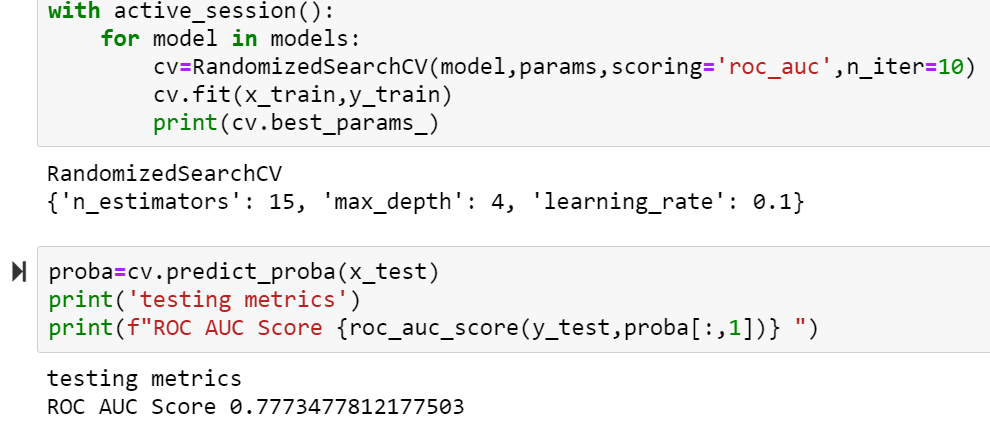 with active_session():
    for model in models:
        cv=RandomizedSearchCV(model,params,scoring='roc_auc',n_iter=10)
        cv.fit(x_train,y_train)
        print(cv.best_params_)
RandomizedSearchCV
{'n_estimators': 15, 'max_depth': 4, 'learning_rate': 0.1}
proba=cv.predict_proba(x_test)
print('testing metrics')
print(f"ROC AUC Score {roc_auc_score(y_test,proba[:,1])} ")
testing metrics
ROC AUC Score 0.7773477812177503